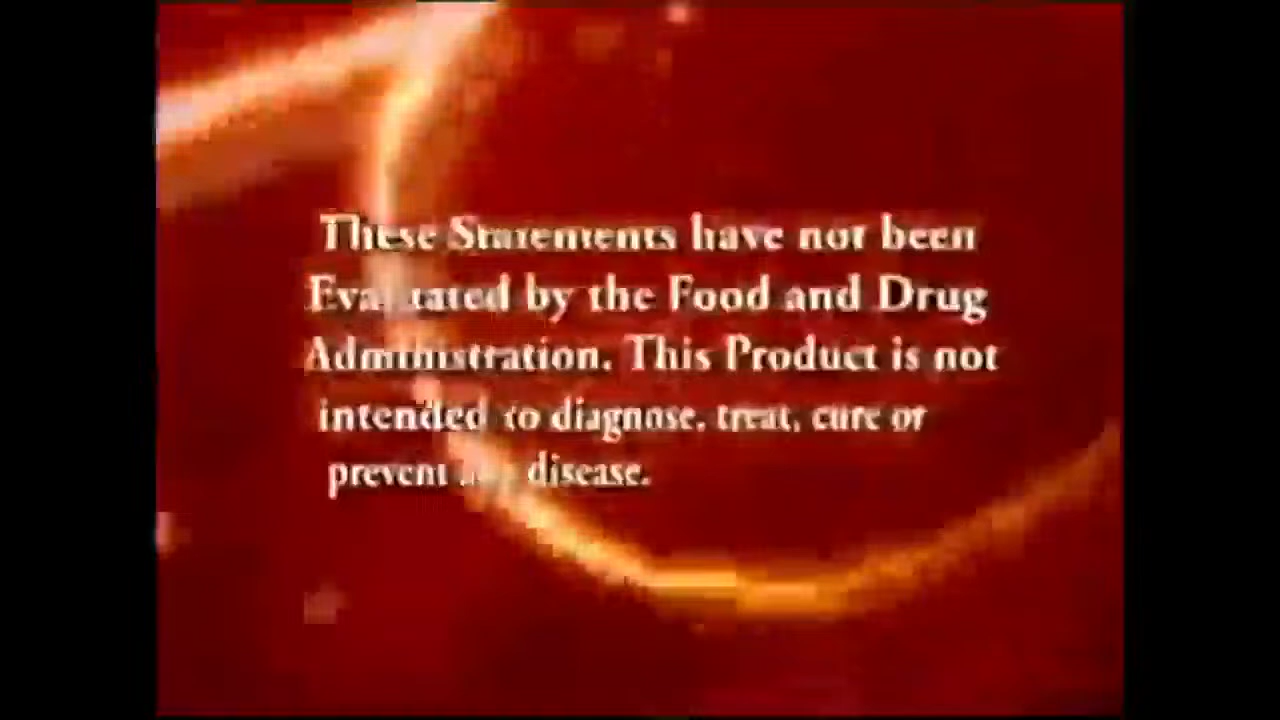 These Statements have not been
Evaluated by the Food and Drug
Administration. This Product is not
intended to diagnose, treat, cure or
prevent disease.